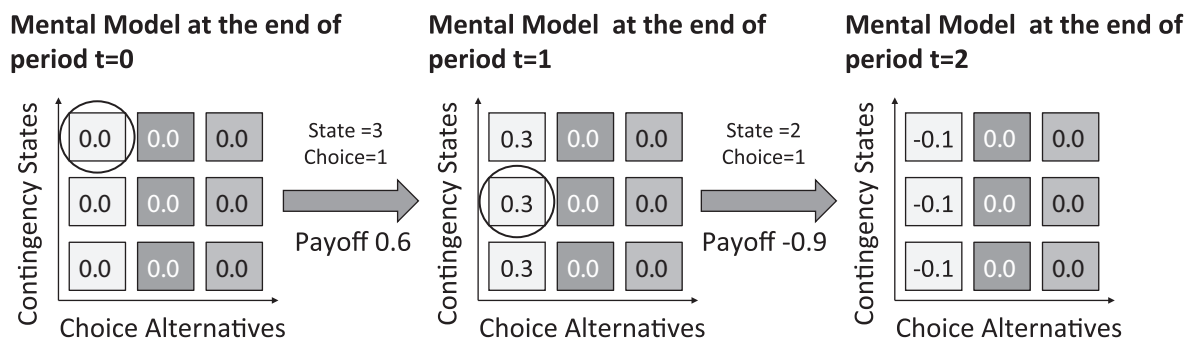 Mental Model at the end of
period t=0
Contingency States
0.0 0.0 0.0
0.0 0.0 0.0
0.0 0.0 0.0
Choice Alternatives
State =3
Choice=1
Payoff 0.6
Mental Model  at the end of
period t=1
Contingency States
0.3 0.0 0.0
0.3 0.0 0.0
0.3 0.0 0.0
Choice Alternatives
State =2
Choice=1
Payoff -0.9
Mental Model  at the end of
period t=2
Contingency States
-0.1 0.0 0.0
-0.1 0.0 0.0
-0.1 0.0 0.0
Choice Alternatives